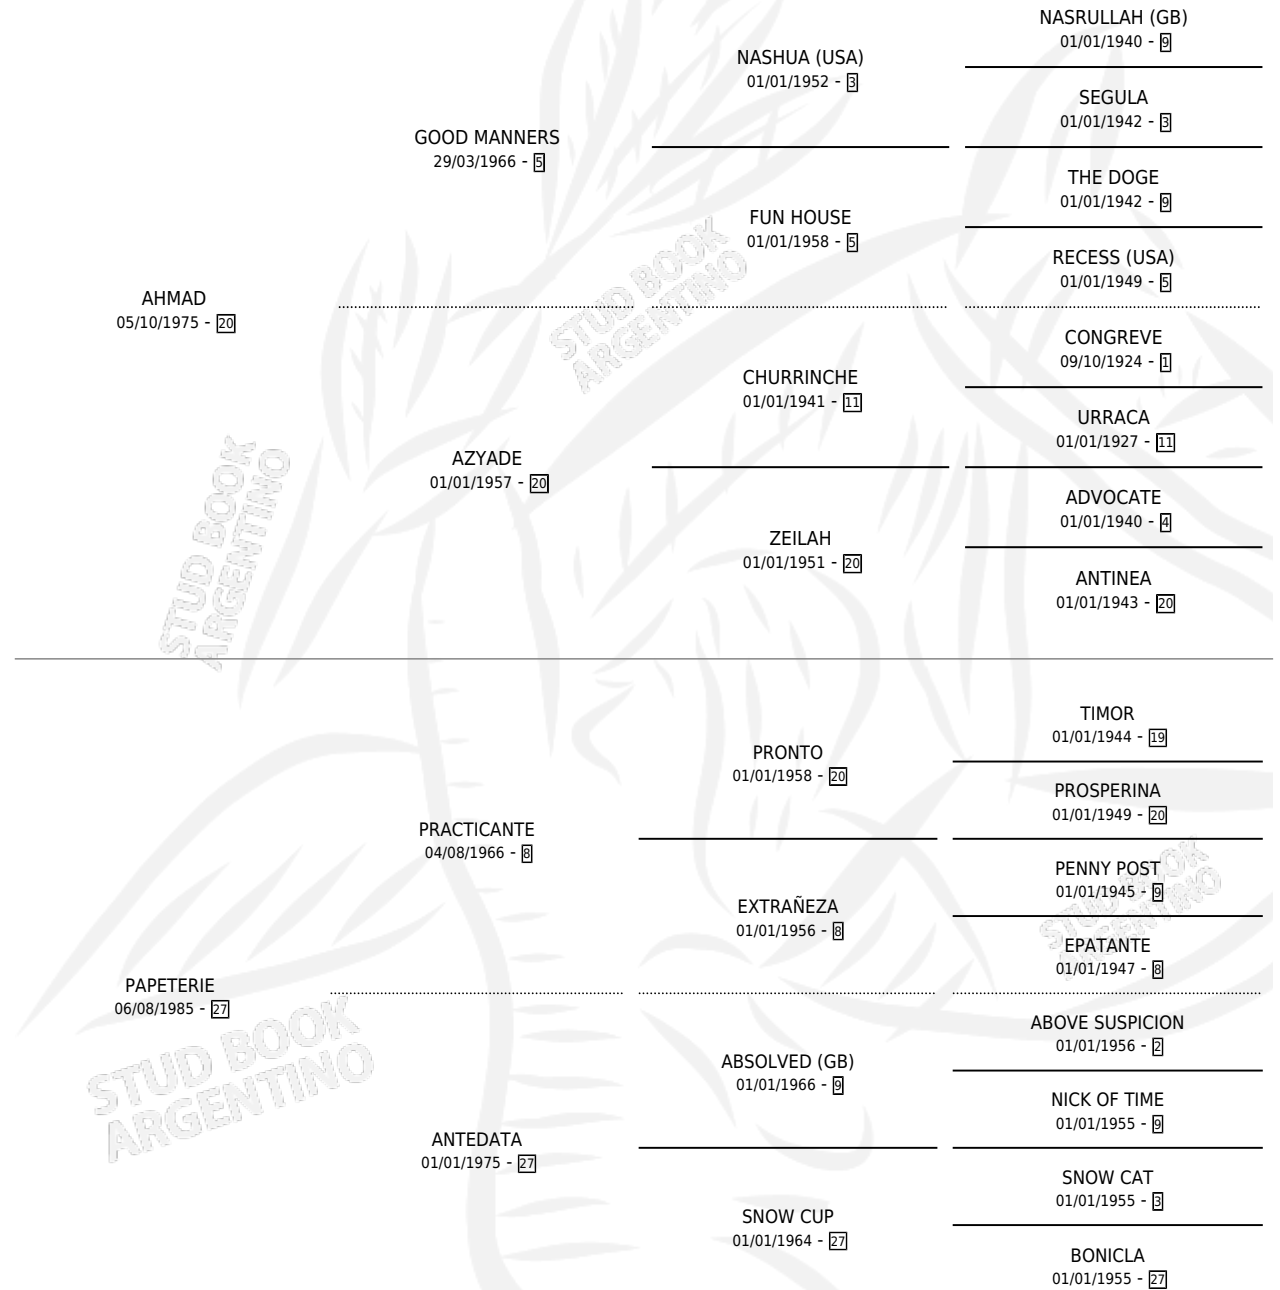 NASRULLAH (GB)
01/01/1940 - 9
NASHUA (USA)
01/01/1952 - 3
SEGULA
01/01/1942 - 3
GOOD MANNERS
29/03/1966 - 5
THE DOGE
01/01/1942 - 9
FUN HOUSE
01/01/1958 - 5
RECESS (USA)
01/01/1949 - 5
AHMAD
05/10/1975 - 20
CONGREVE
09/10/1924 - 1
CHURRINCHE
01/01/1941 - 11
URRACA
01/01/1927 - 11
AZYADE
01/01/1957 - 20
ADVOCATE
01/01/1940 - 4
ZEILAH
01/01/1951 - 20
ANTINEA
01/01/1943 - 20
STUD BOOK
ARGENTINO
STUD BOOK
ARGENTINO
TIMOR
01/01/1944 - 19
PRONTO
01/01/1958 - 20
PROSPERINA
01/01/1949 - 20
PRACTICANTE
04/08/1966 - 8
PENNY POST
01/01/1945 - 9
EXTRAÑEZA
01/01/1956 - 8
EPATANTE
01/01/1947 - 8
PAPETERIE
06/08/1985 - 27
ABOVE SUSPICION
01/01/1956 - 2
ABSOLVED (GB)
01/01/1966 - 9
NICK OF TIME
01/01/1955 - 9
ANTEDATA
01/01/1975 - 27
SNOW CAT
01/01/1955 - 3
SNOW CUP
01/01/1964 - 27
BONICLA
01/01/1955 - 27
STUD BOOK
ARGENTINO
STUD BOOK
ARGENTINO